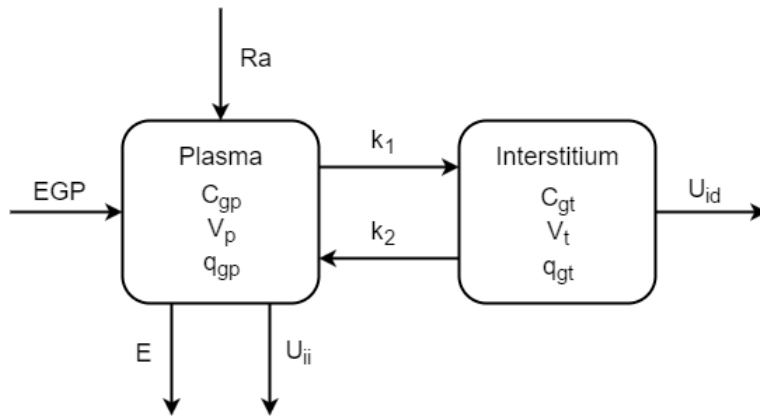 Ra
Plasma
C_gp
V_p
q_gp
k_1
Interstitium
C_gt
V_t
q_gt
EGP
U_id
k_2
E
U_ii